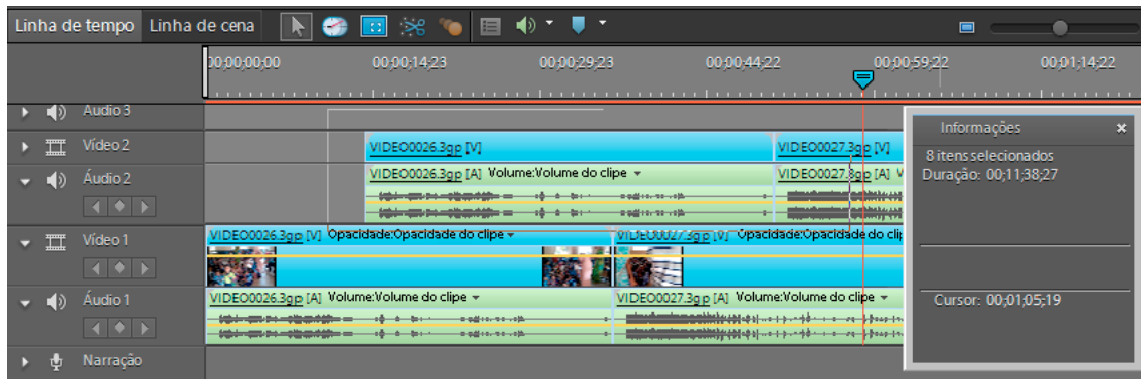 Linha de tempo Linha de cena
00;00;00;00 00;00;14;23 00;00;29;23 00;00;44;22 00;00;59;22 00;01;14;22
Áudio 3
Vídeo 2
VIDEO0026.3gp [V] VIDEO0027.3gp [V]
Áudio 2
VIDEO0026.3gp [A] Volume:Volume do clipe VIDEO0027.3gp [A] V
Vídeo 1
VIDEO0026.3gp [V] Opacidade:Opacidade do clipe VIDEO0027.3gp [V] Opacidade:Opacidade do clip
Áudio 1
VIDEO0026.3gp [A] Volume:Volume do clipe VIDEO0027.3gp [A] Volume:Volume do clipe
Narração
Informações
8 itens selecionados
Duração: 00;11;38;27
Cursor: 00;01;05;19